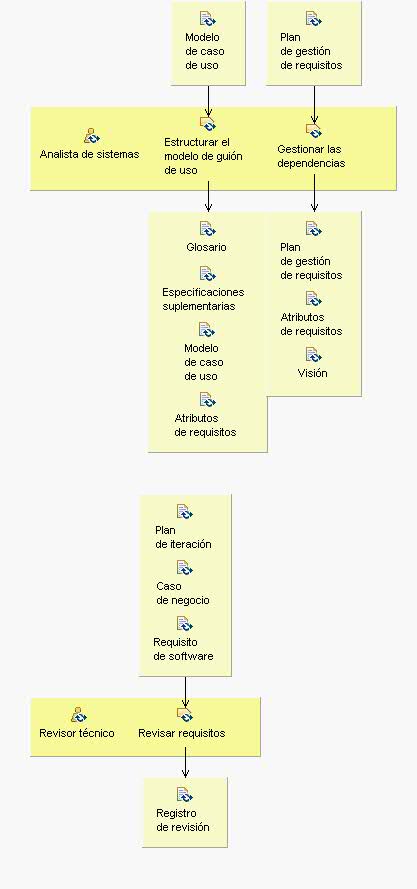 Modelo
de caso
de uso
Plan
de gestión
de requisitos
Analista de sistemas
Estructurar el
modelo de guión
de uso
Gestionar las
dependencias
Glosario
Especificaciones
suplementarias
Modelo
de caso
de uso
Atributos
de requisitos
Plan
de gestión
de requisitos
Atributos
de requisitos
Visión
Plan
de iteración
Caso
de negocio
Requisito
de software
Revisor técnico
Revisar requisitos
Registro
de revisión